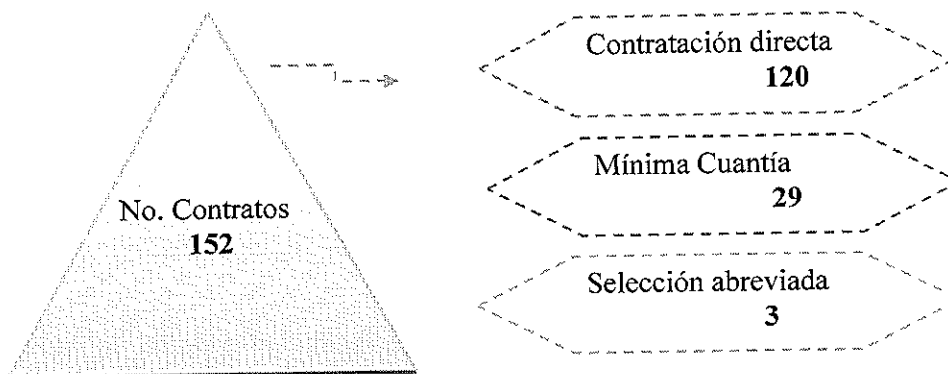 No. Contratos
152
Contratación directa
120
Mínima Cuantía
29
Selección abreviada
3